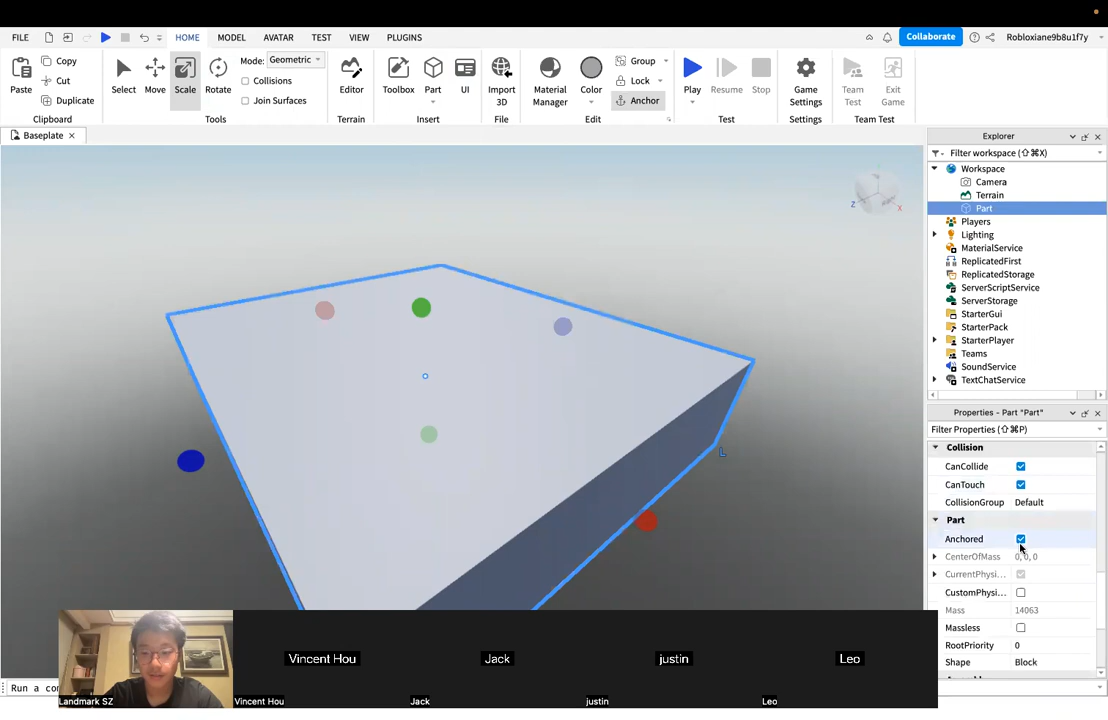 FILE HOME MODEL AVATAR TEST VIEW PLUGINS Collaborate Robloxiane9b8u1f7y
Paste Copy Cut Duplicate Clipboard
Select Move Scale Rotate Mode: Geometric Collisions Join Surfaces Tools
Editor Terrain
Toolbox Part UI Insert
Import 3D File
Material Manager Color Group Lock Anchor Edit
Play Resume Stop Test
Game Settings Settings
Team Test Exit Game Team Test
Baseplate
Z X
L
Explorer
Filter workspace (⇧⌘X)
Workspace
Camera
Terrain
Part
Players
Lighting
MaterialService
ReplicatedFirst
ReplicatedStorage
ServerScriptService
ServerStorage
StarterGui
StarterPack
StarterPlayer
Teams
SoundService
TextChatService
Properties - Part "Part"
Filter Properties (⇧⌘P)
Collision
CanCollide
CanTouch
CollisionGroup Default
Part
Anchored
CenterOfMass 0, 0, 0
CurrentPhysi...
CustomPhysi...
Mass 14063
Massless
RootPriority 0
Shape Block
Run a co
Vincent Hou Jack justin Leo
Landmark SZ Vincent Hou Jack justin Leo